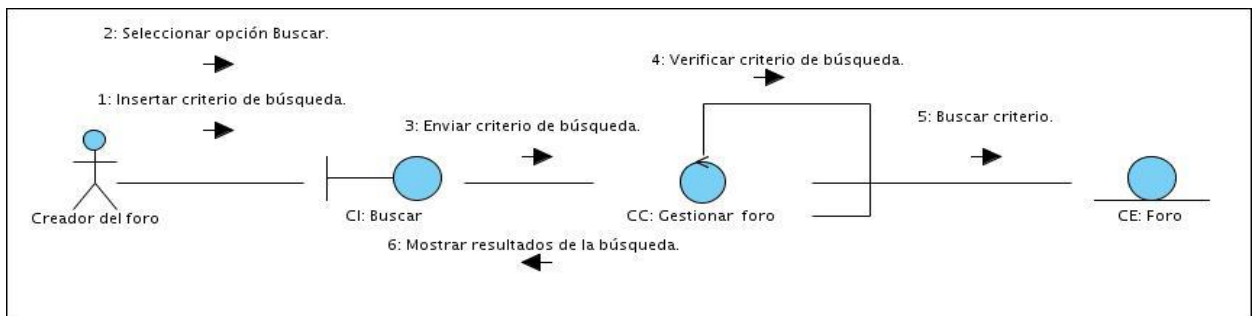 2: Seleccionar opción Buscar.
1: Insertar criterio de búsqueda.
3: Enviar criterio de búsqueda.
4: Verificar criterio de búsqueda.
5: Buscar criterio.
Creador del foro
CI: Buscar
CC: Gestionar foro
CE: Foro
6: Mostrar resultados de la búsqueda.